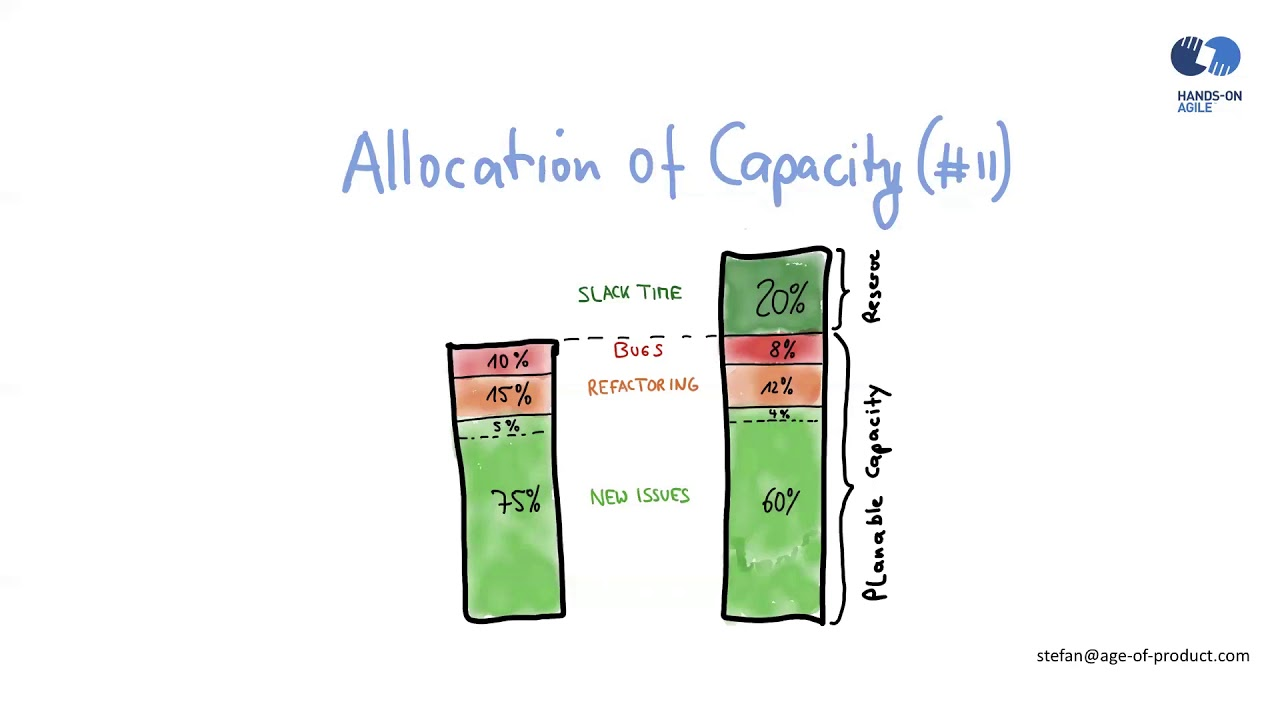 HANDS-ON
AGILE
Allocation of Capacity (#11)
SLACK TIME
20%
Reserve
10%
BUGS
8%
15%
REFACTORING
12%
5%
4%
75%
NEW ISSUES
60%
Planable Capacity
stefan@age-of-product.com